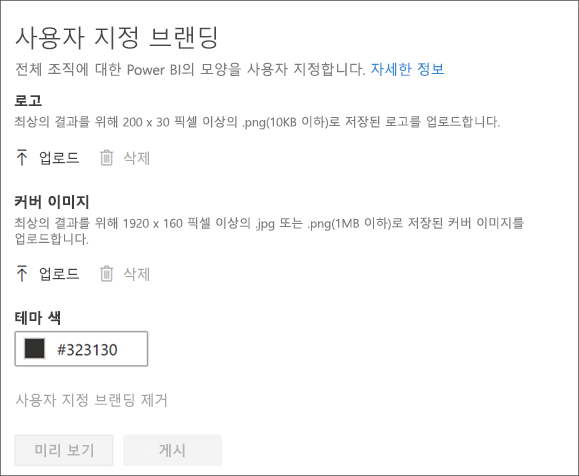 사용자 지정 브랜딩
전체 조직에 대한 Power BI의 모양을 사용자 지정합니다. 자세한 정보
로고
최상의 결과를 위해 200 x 30 픽셀 이상의 .png(10KB 이하)로 저장된 로고를 업로드합니다.
업로드 삭제
커버 이미지
최상의 결과를 위해 1920 x 160 픽셀 이상의 .jpg 또는 .png(1MB 이하)로 저장된 커버 이미지를
업로드합니다.
업로드 삭제
테마 색
#323130
사용자 지정 브랜딩 제거
미리 보기 게시